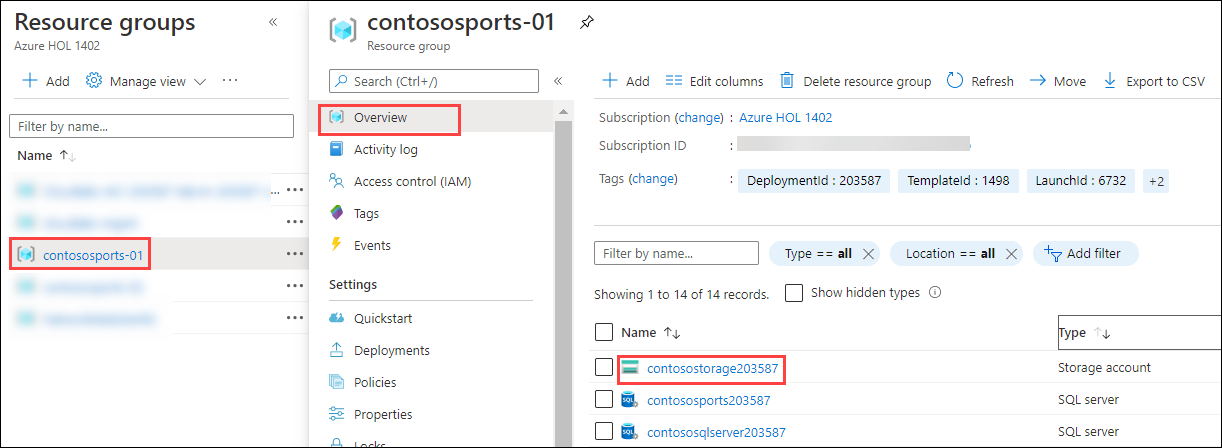 Resource groups
Azure HOL 1402
Add
Manage view
Filter by name...
Name
contososports-01
contososports-01
Resource group
Search (Ctrl+/)
Overview
Activity log
Access control (IAM)
Tags
Events
Settings
Quickstart
Deployments
Policies
Properties
Locks
Add
Edit columns
Delete resource group
Refresh
Move
Export to CSV
Subscription (change) : Azure HOL 1402
Subscription ID :
Tags (change) : DeploymentId : 203587 TemplateId : 1498 LaunchId : 6732 +2
Filter by name...
Type == all
Location == all
Add filter
Showing 1 to 14 of 14 records.
Show hidden types
Name Type
contosostorage203587 Storage account
SQL contososports203587 SQL server
SQL contososqlserver203587 SQL server